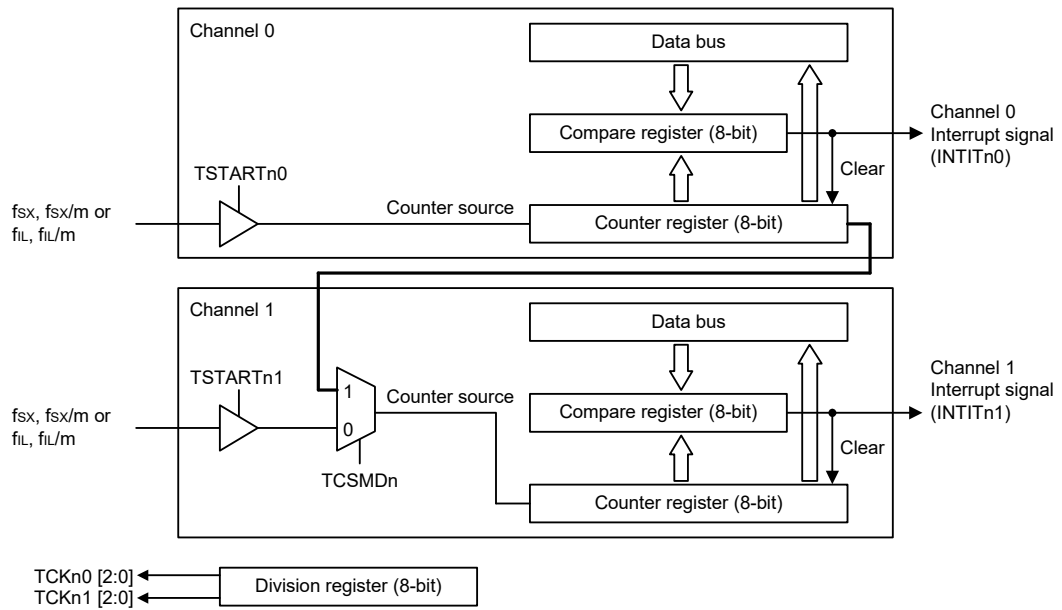 Channel 0
Data bus
Compare register (8-bit)
Channel 0
Interrupt signal
(INTITn0)
Clear
TSTARTn0
fSX, fSX/m or
fIL, fIL/m
Counter source
Counter register (8-bit)
Channel 1
Data bus
TSTARTn1
Channel 1
Interrupt signal
(INTITn1)
1
Counter source
Compare register (8-bit)
fSX, fSX/m or
fIL, fIL/m
0
Clear
TCSMDn
Counter register (8-bit)
TCKn0 [2:0]
TCKn1 [2:0]
Division register (8-bit)